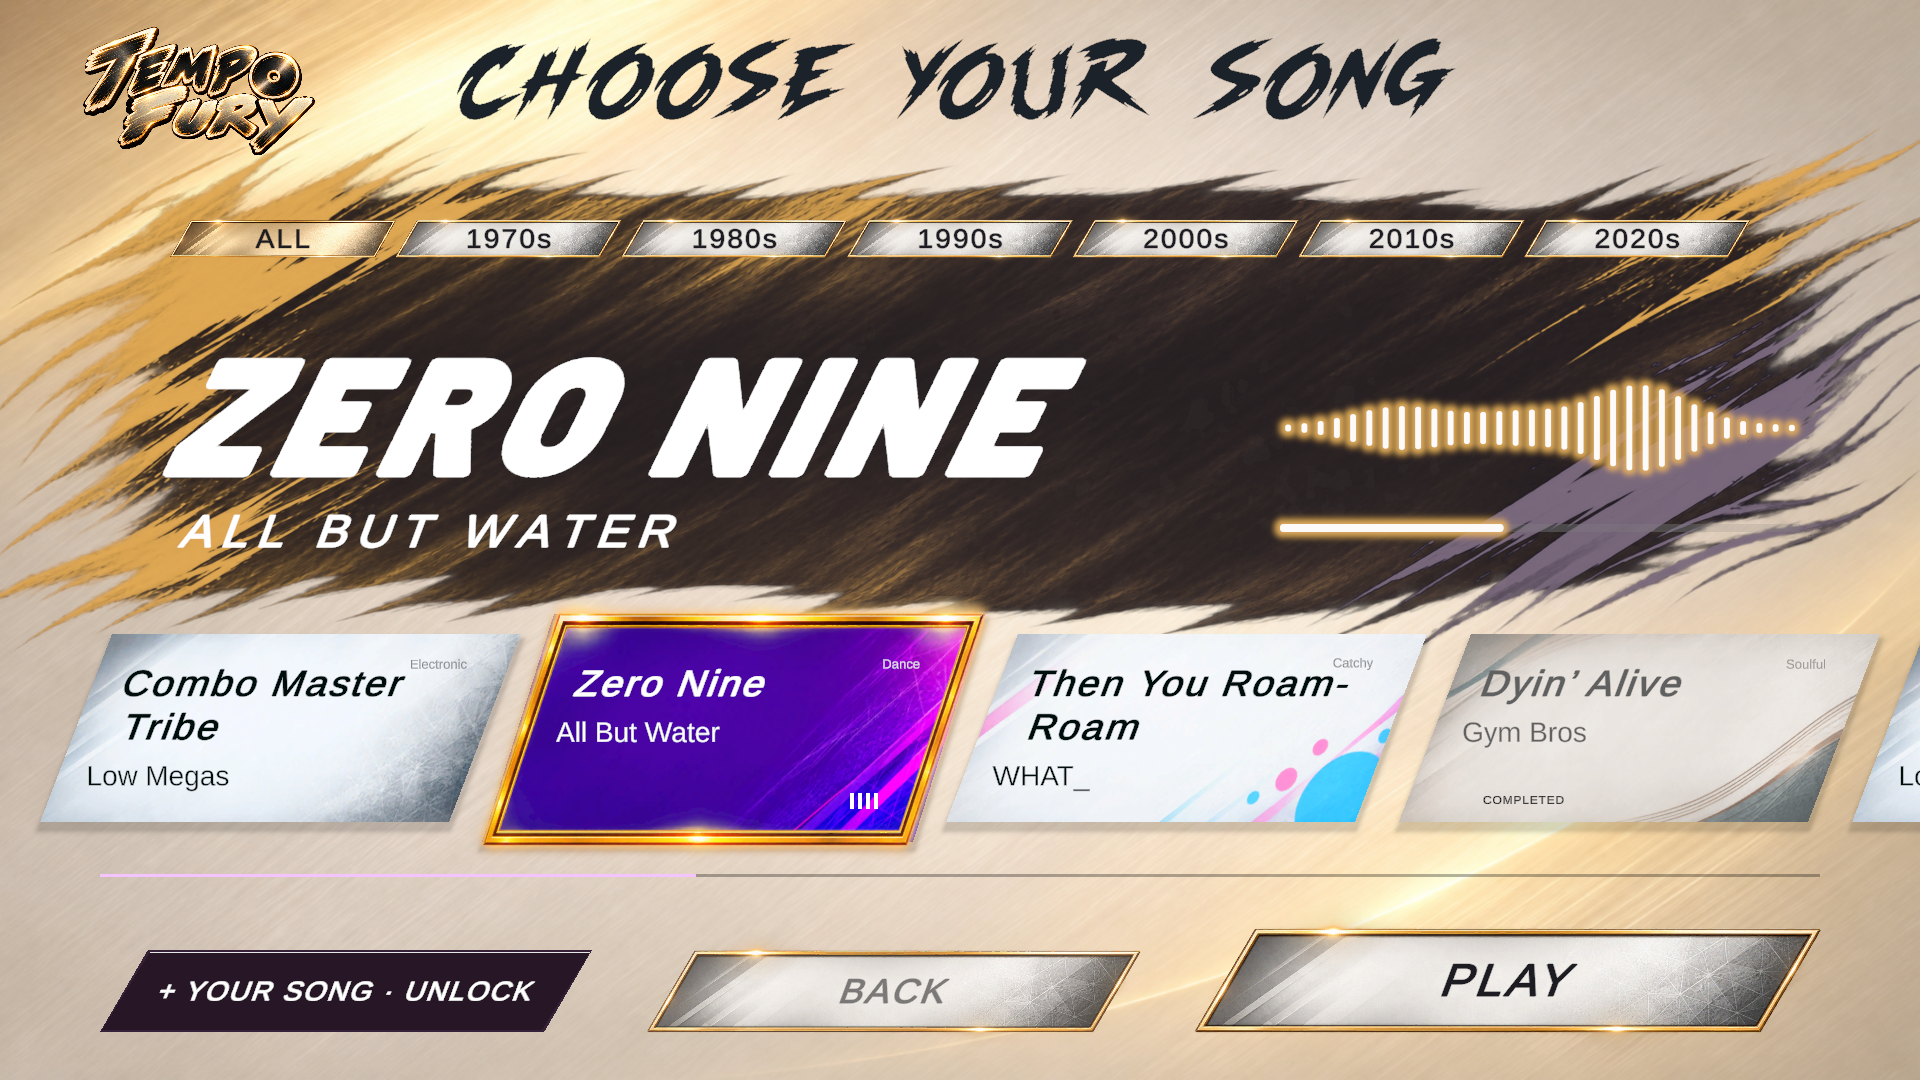 TEMPO
FURY
CHOOSE YOUR SONG
ALL
1970s
1980s
1990s
2000s
2010s
2020s
ZERO NINE
ALL BUT WATER
Electronic
Combo Master
Tribe
Low Megas
Dance
Zero Nine
All But Water
Catchy
Then You Roam-
Roam
WHAT_
Soulful
Dyin’ Alive
Gym Bros
COMPLETED
+ YOUR SONG · UNLOCK
BACK
PLAY